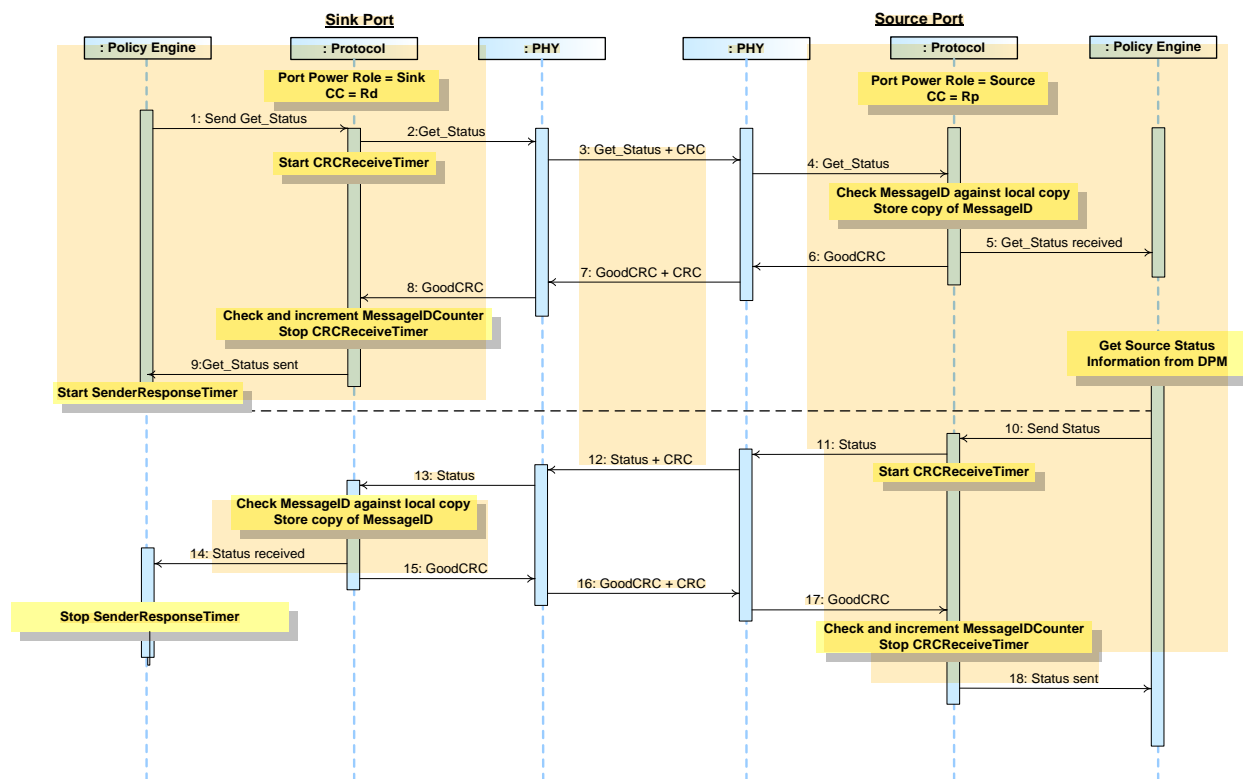 Sink Port
Source Port
: Policy Engine
: Protocol
: PHY
: PHY
: Protocol
: Policy Engine
Port Power Role = Sink
CC = Rd
Port Power Role = Source
CC = Rp
1: Send Get_Status
2:Get_Status
3: Get_Status + CRC
Start CRCReceiveTimer
4: Get_Status
Check MessageID against local copy
Store copy of MessageID
5: Get_Status received
6: GoodCRC
7: GoodCRC + CRC
8: GoodCRC
Check and increment MessageIDCounter
Stop CRCReceiveTimer
9:Get_Status sent
Get Source Status
Information from DPM
Start SenderResponseTimer
10: Send Status
11: Status
12: Status + CRC
Start CRCReceiveTimer
13: Status
Check MessageID against local copy
Store copy of MessageID
14: Status received
15: GoodCRC
16: GoodCRC + CRC
17: GoodCRC
Stop SenderResponseTimer
Check and increment MessageIDCounter
Stop CRCReceiveTimer
18: Status sent